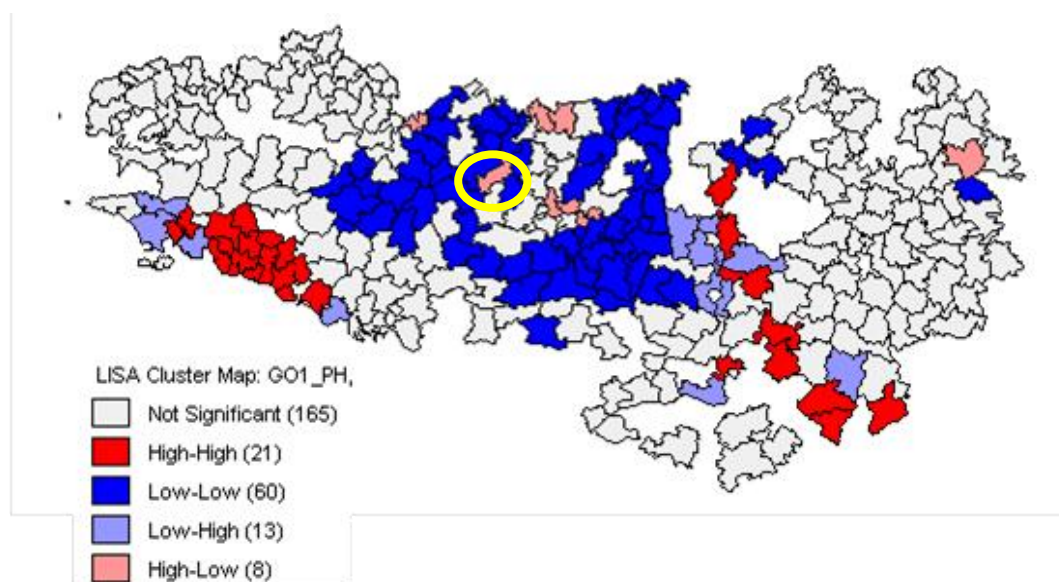 LISA Cluster Map: GO1_PH,
Not Significant (165)
High-High (21)
Low-Low (60)
Low-High (13)
High-Low (8)